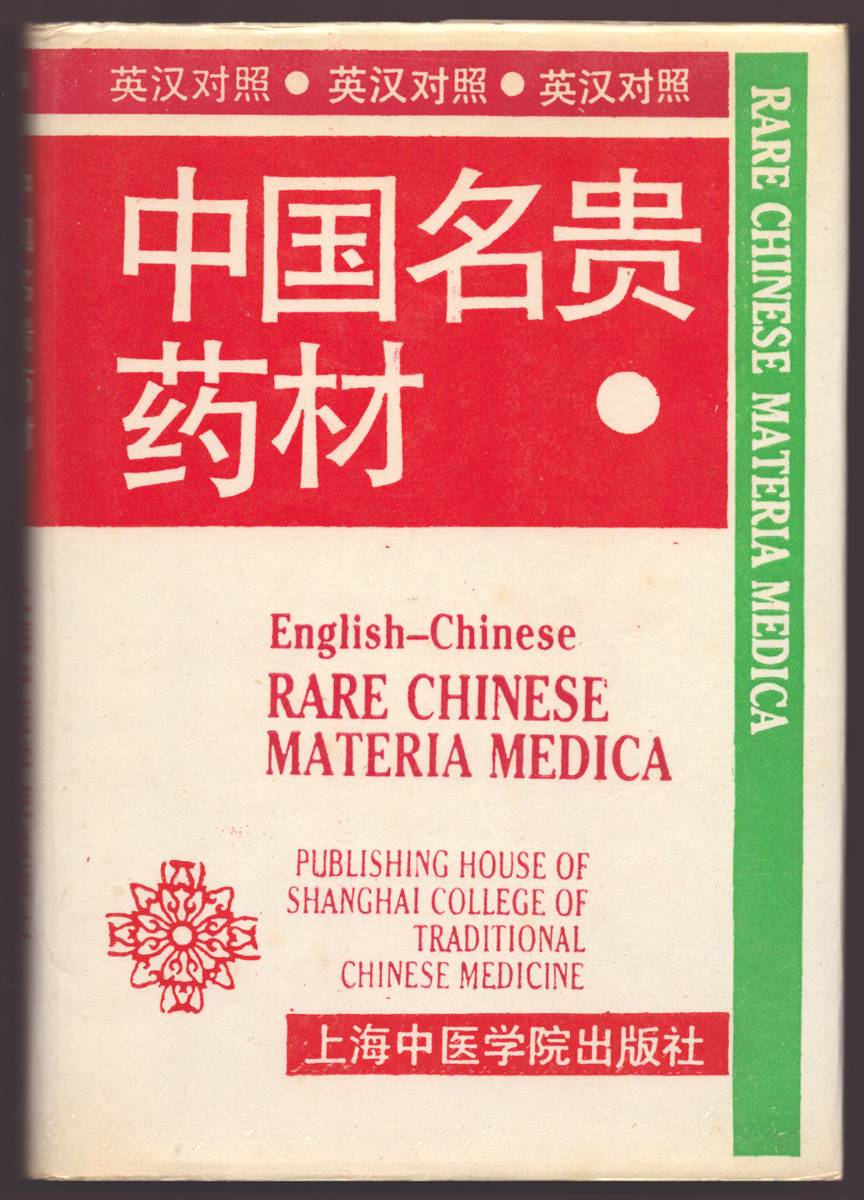 英汉对照 ● 英汉对照 ● 英汉对照
中国名贵
药材
English–Chinese
RARE CHINESE
MATERIA MEDICA
PUBLISHING HOUSE OF
SHANGHAI COLLEGE OF
TRADITIONAL
CHINESE MEDICINE
上海中医学院出版社
RARE CHINESE MATERIA MEDICA